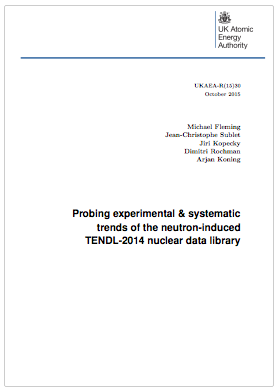 UK Atomic
Energy
Authority
UKAEA-R(15)30
October 2015
Michael Fleming
Jean-Christophe Sublet
Jiri Kopecky
Dimitri Rochman
Arjan Koning
Probing experimental & systematic
trends of the neutron-induced
TENDL-2014 nuclear data library